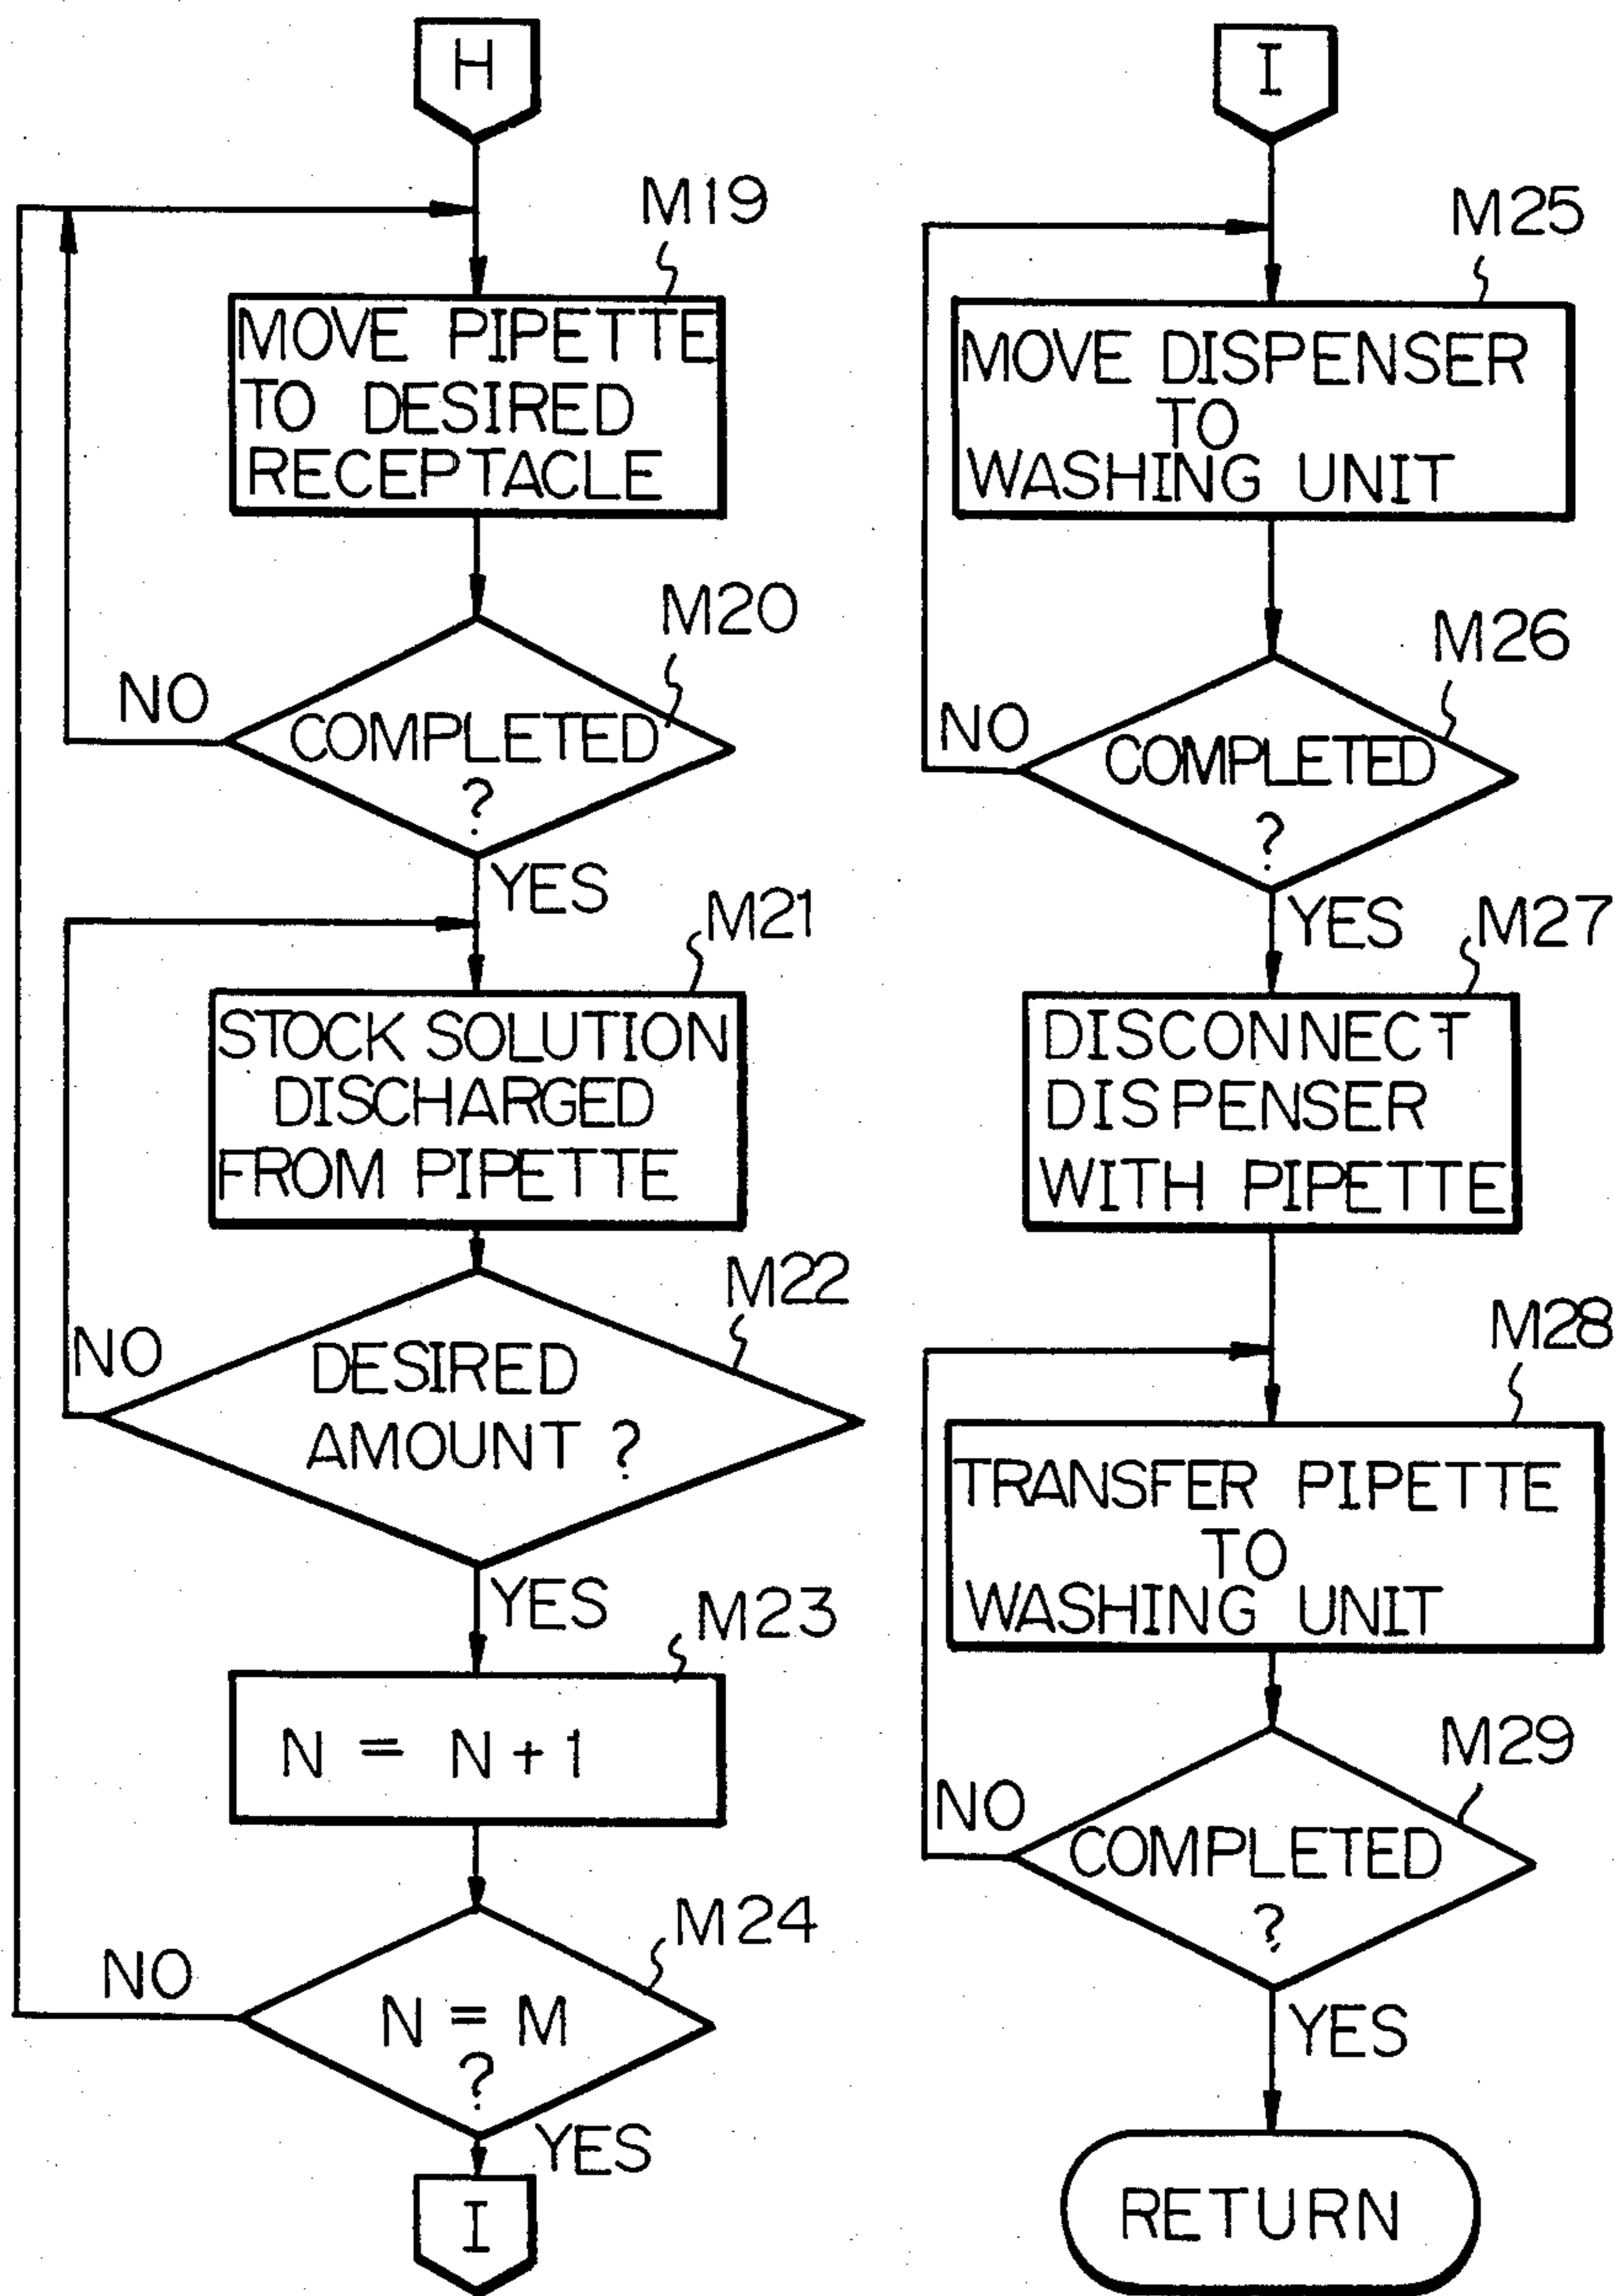 H
M19
MOVE PIPETTE
TO DESIRED
RECEPTACLE
M20
NO
COMPLETED
?
YES
M21
STOCK SOLUTION
DISCHARGED
FROM PIPETTE
M22
NO
DESIRED
AMOUNT ?
YES
M23
N = N+1
M24
NO
N = M
?
YES
I
I
M25
MOVE DISPENSER
TO
WASHING UNIT
M26
NO
COMPLETED
?
YES
M27
DISCONNECT
DISPENSER
WITH PIPETTE
M28
TRANSFER PIPETTE
TO
WASHING UNIT
M29
NO
COMPLETED
?
YES
RETURN